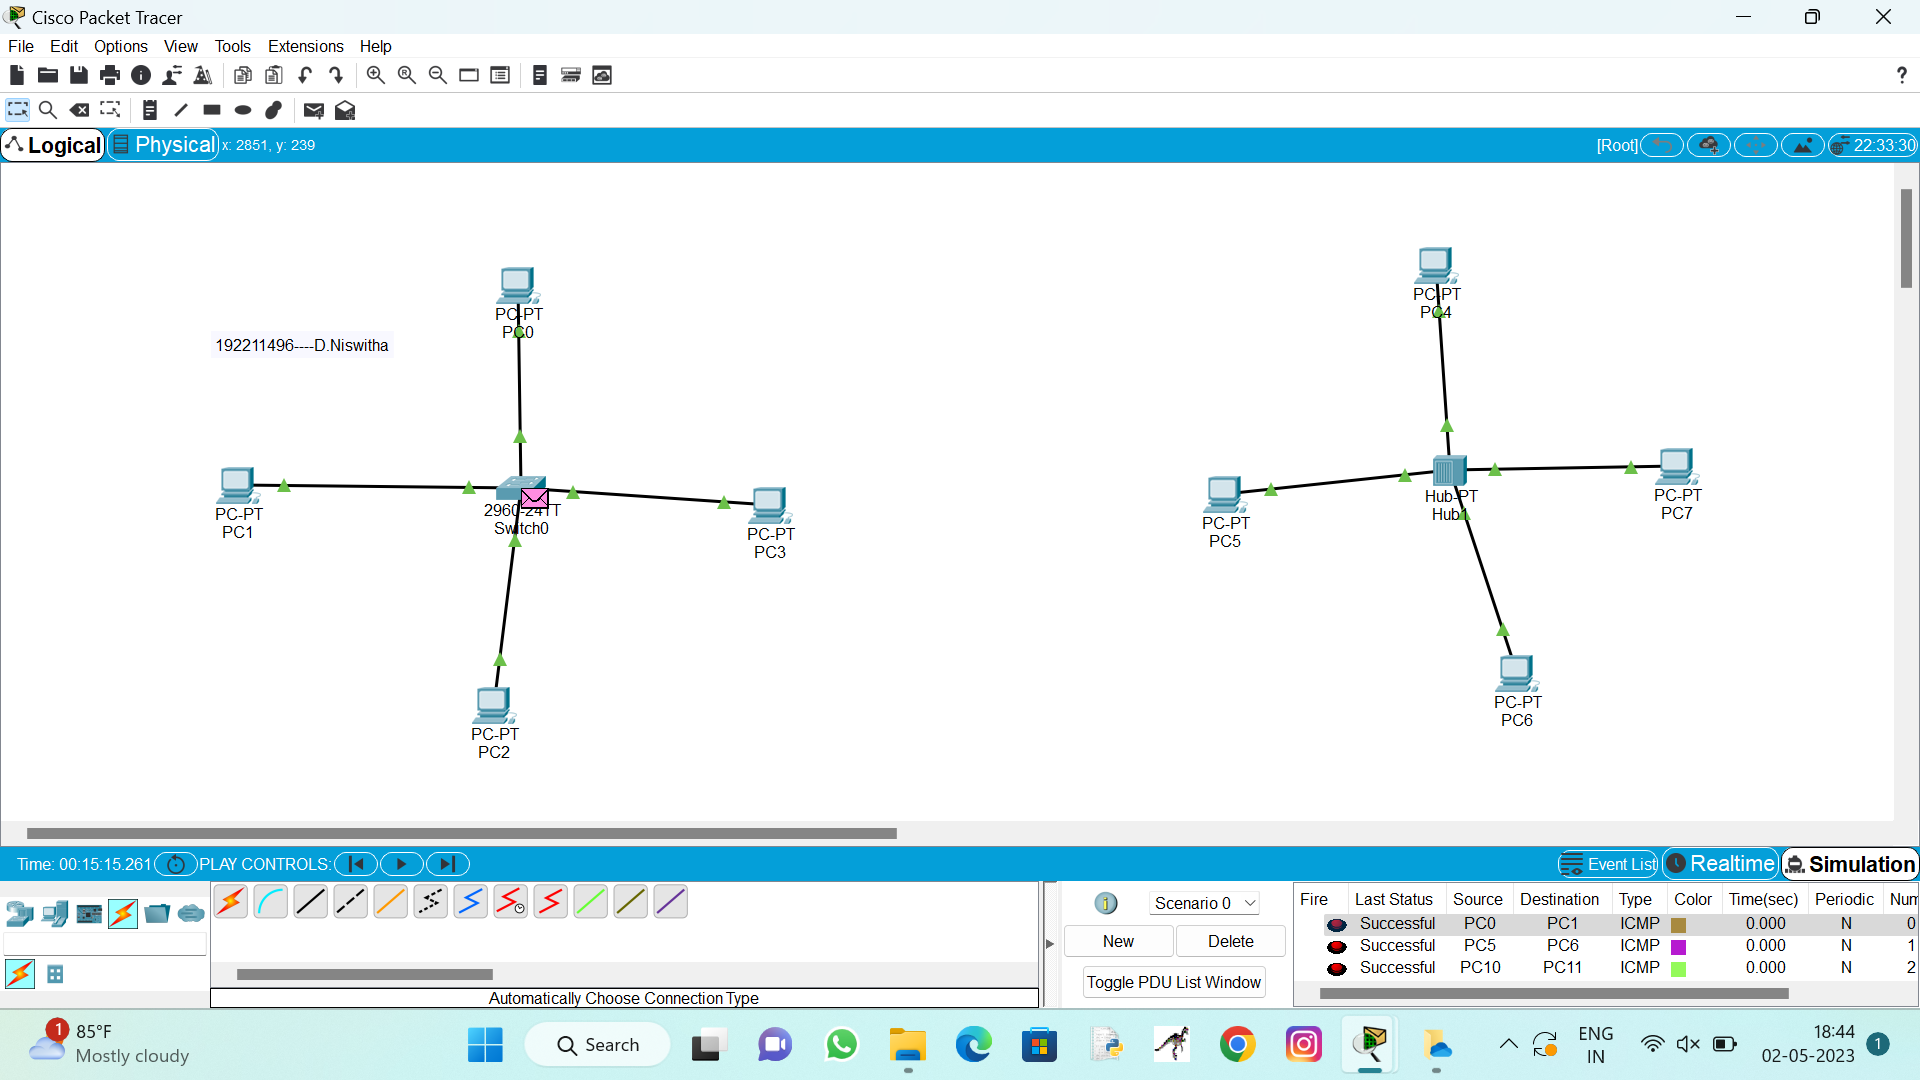 Cisco Packet Tracer
File Edit Options View Tools Extensions Help
?
Logical Physical x: 2851, y: 239 [Root] 22:33:30
PC-PT
PC4
PC-PT
PC0
192211496----D.Niswitha
PC-PT
PC1
2960-24TT
Switch0
PC-PT
PC3
PC-PT
PC2
PC-PT
PC5
Hub-PT
Hub1
PC-PT
PC7
PC-PT
PC6
Time: 00:15:15.261 PLAY CONTROLS: Event List Realtime Simulation
Scenario 0
New Delete
Toggle PDU List Window
Fire Last Status Source Destination Type Color Time(sec) Periodic Num
Successful PC0 PC1 ICMP 0.000 N 0
Successful PC5 PC6 ICMP 0.000 N 1
Successful PC10 PC11 ICMP 0.000 N 2
Automatically Choose Connection Type
1
85°F
Mostly cloudy
Search
ENG
IN
18:44
02-05-2023
1